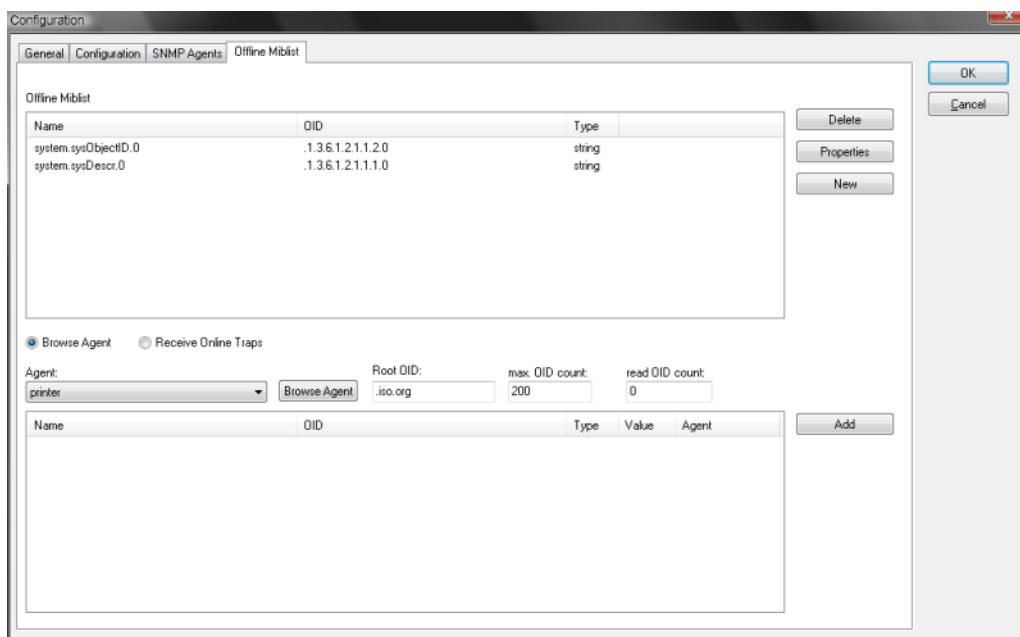 Configuration
General Configuration SNMP Agents Offline Miblist
OK
Cancel
Offline Miblist
Name OID Type
system.sysObjectID.0 .1.3.6.1.2.1.1.2.0 string
system.sysDescr.0 .1.3.6.1.2.1.1.1.0 string
Delete
Properties
New
Browse Agent Receive Online Traps
Agent: Root OID: max. OID count: read OID count:
printer Browse Agent .iso.org 200 0
Name OID Type Value Agent
Add